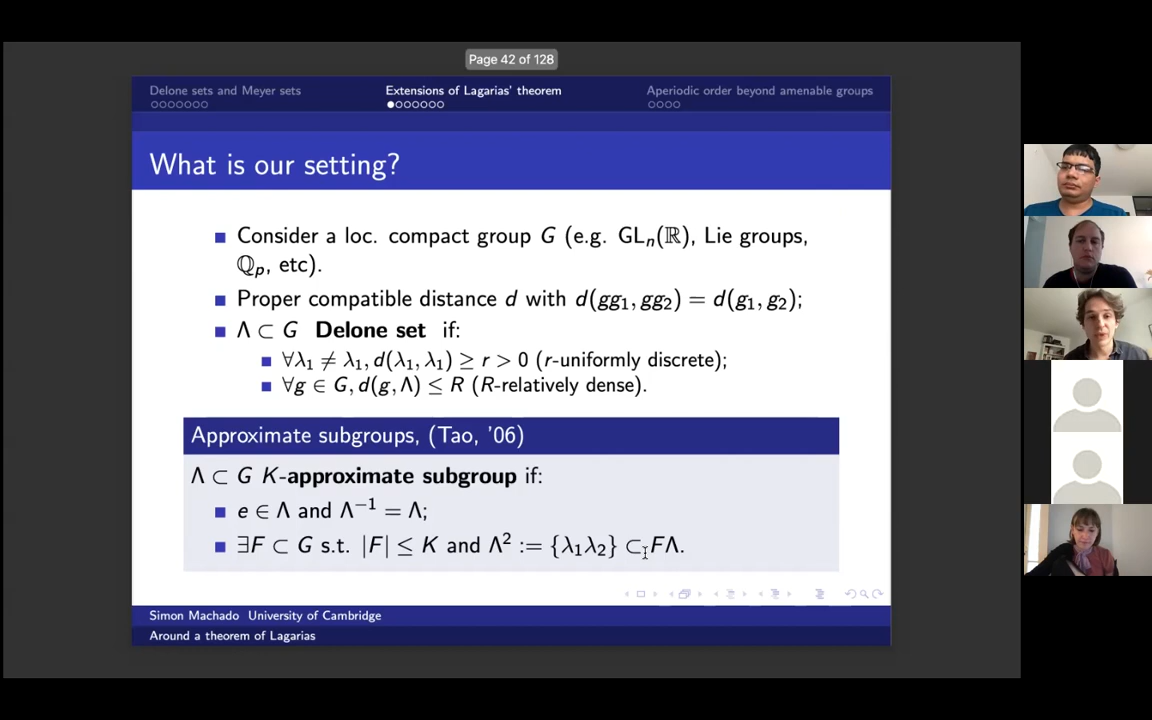 Page 42 of 128
Delone sets and Meyer sets
Extensions of Lagarias' theorem
Aperiodic order beyond amenable groups
What is our setting?
Consider a loc. compact group G (e.g. GLₙ(ℝ), Lie groups,
ℚₚ, etc).
Proper compatible distance d with d(gg₁, gg₂) = d(g₁, g₂);
Λ ⊂ G Delone set if:
∀λ₁ ≠ λ₁, d(λ₁, λ₁) ≥ r > 0 (r-uniformly discrete);
∀g ∈ G, d(g, Λ) ≤ R (R-relatively dense).
Approximate subgroups, (Tao, '06)
Λ ⊂ G K-approximate subgroup if:
e ∈ Λ and Λ⁻¹ = Λ;
∃F ⊂ G s.t. |F| ≤ K and Λ² := {λ₁λ₂} ⊂ FΛ.
Simon Machado University of Cambridge
Around a theorem of Lagarias